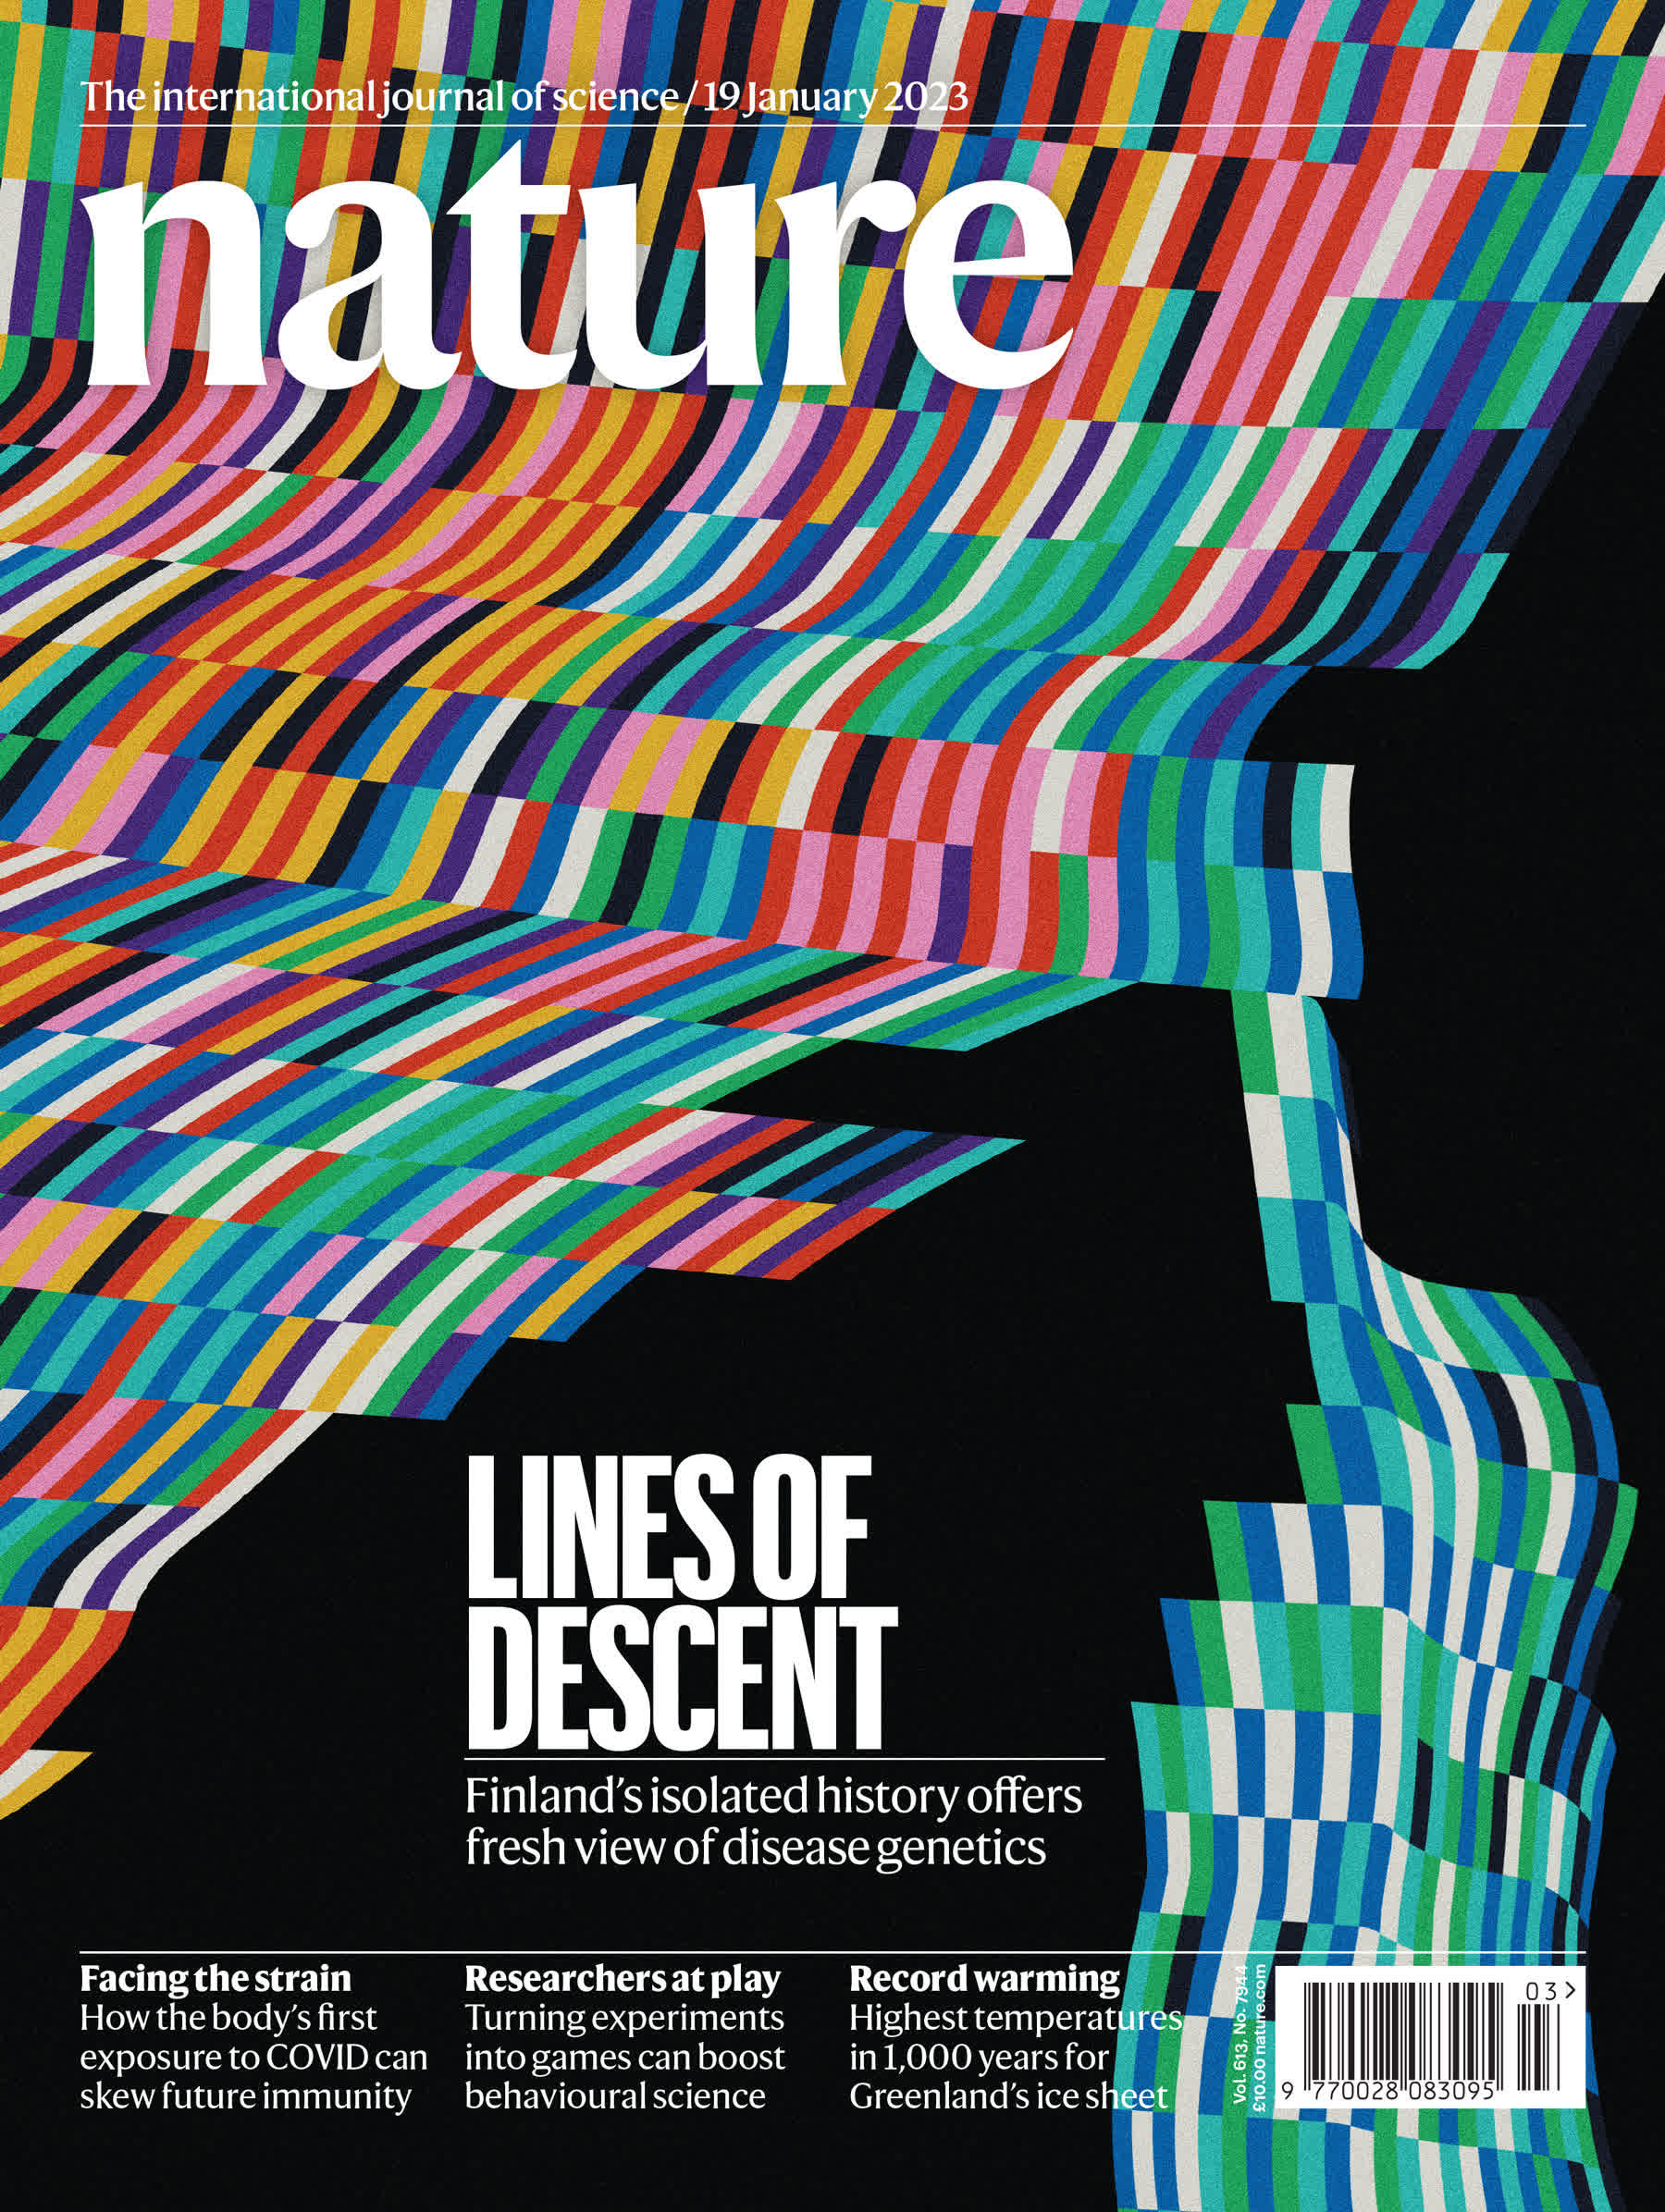 The international journal of science / 19 January 2023
nature
LINES OF
DESCENT
Finland’s isolated history offers
fresh view of disease genetics
Facing the strain
How the body’s first
exposure to COVID can
skew future immunity
Researchers at play
Turning experiments
into games can boost
behavioural science
Record warming
Highest temperatures
in 1,000 years for
Greenland’s ice sheet
Vol. 613, No. 7944
£10.00 nature.com
03>
9 770028 083095